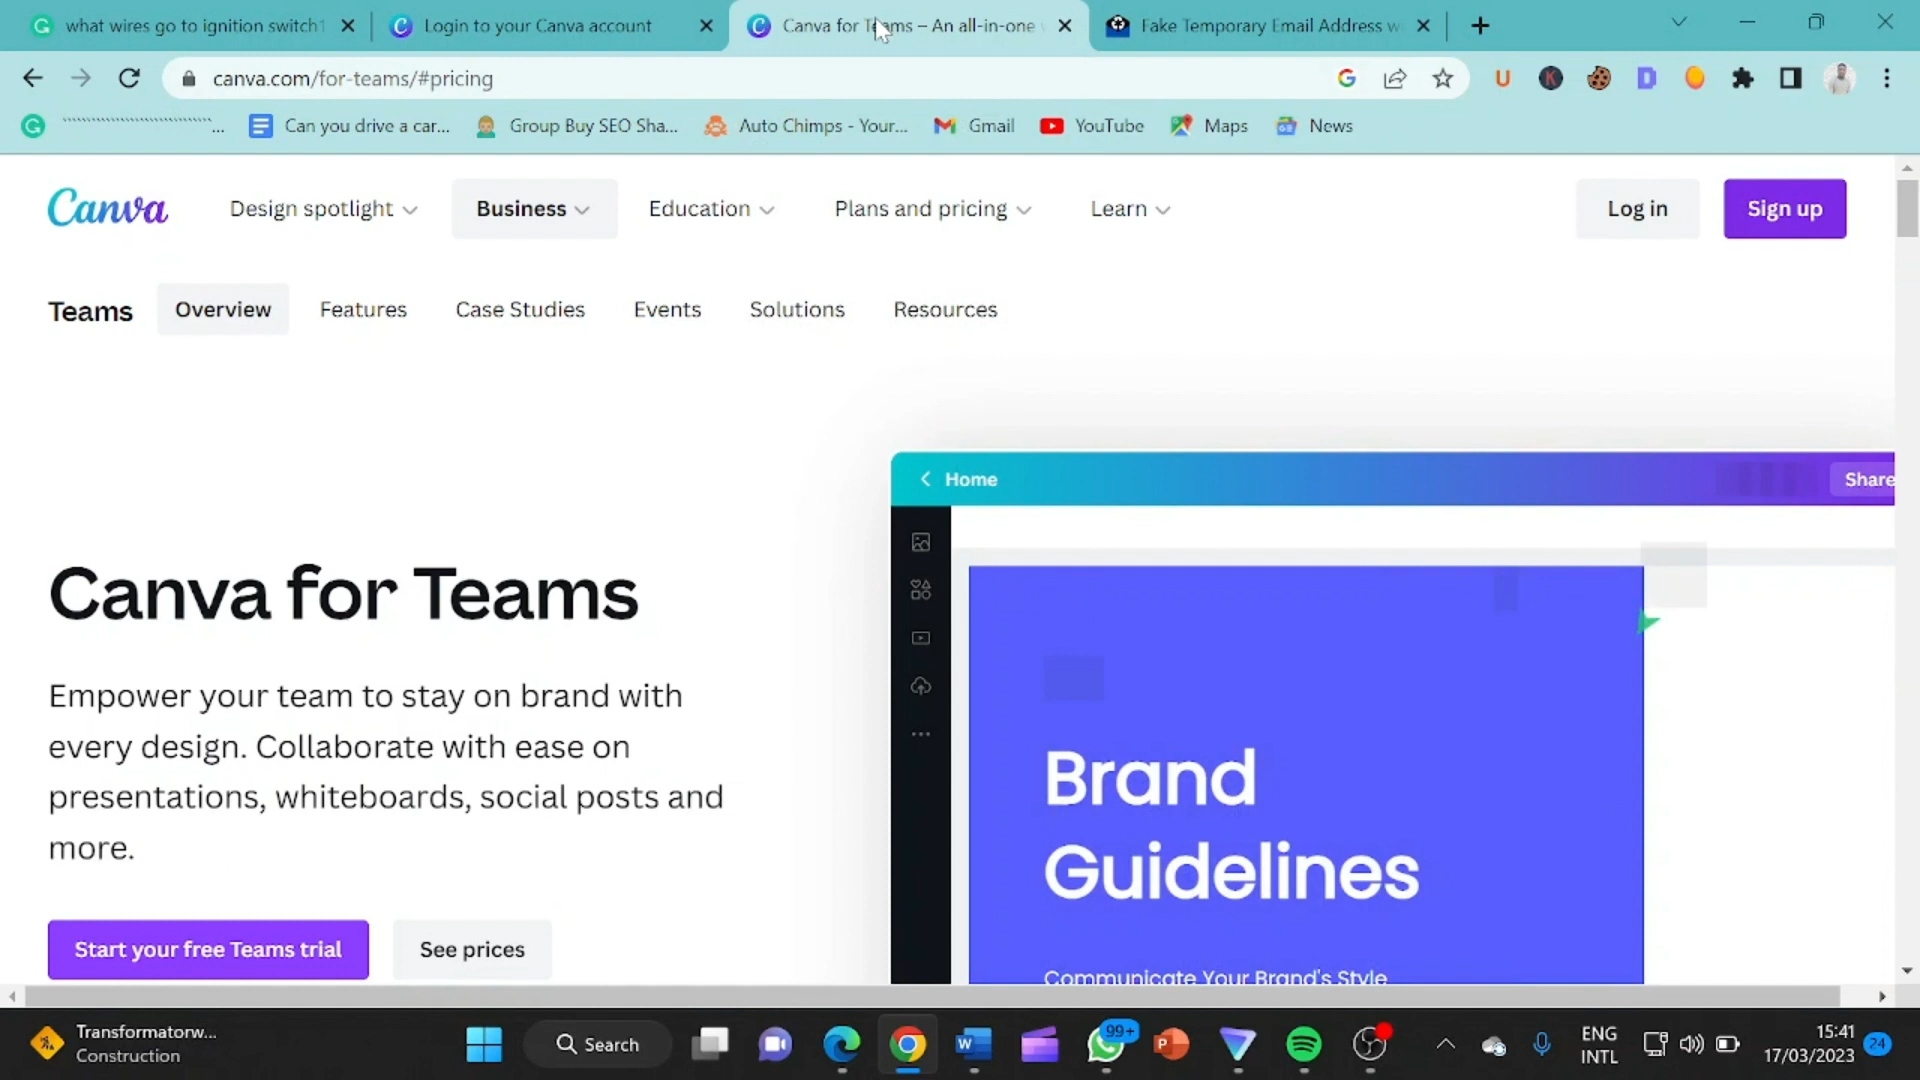 what wires go to ignition switch
Login to your Canva account
Canva for Teams – An all-in-one
Fake Temporary Email Address w
canva.com/for-teams/#pricing
Can you drive a car...
Group Buy SEO Sha...
Auto Chimps - Your...
Gmail
YouTube
Maps
News
Canva
Design spotlight
Business
Education
Plans and pricing
Learn
Log in
Sign up
Teams
Overview
Features
Case Studies
Events
Solutions
Resources
Home
Share
Canva for Teams
Empower your team to stay on brand with
every design. Collaborate with ease on
presentations, whiteboards, social posts and
more.
Start your free Teams trial
See prices
Brand
Guidelines
Communicate Your Brand's Style
Transformatorw...
Construction
Search
99+
ENG
INTL
15:41
17/03/2023
24